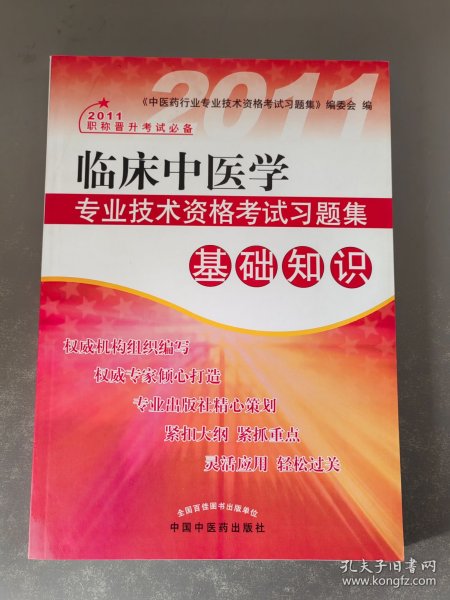 2011
《中医药行业专业技术资格考试习题集》编委会 编
2011
职称晋升考试必备
临床中医学
专业技术资格考试习题集
基础知识
权威机构组织编写
权威专家倾心打造
专业出版社精心策划
紧扣大纲 紧抓重点
灵活应用 轻松过关
全国百佳图书出版单位
中国中医药出版社
孔夫子旧书网
www.kongfz.com